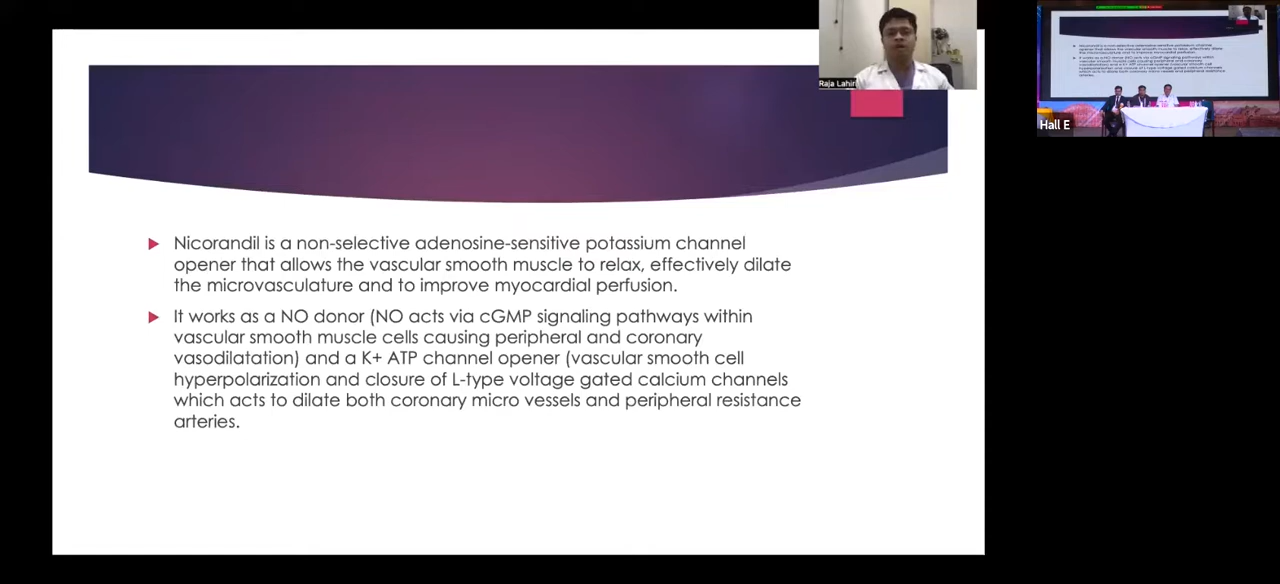 Raja Lahiri
Hall E
Nicorandil is a non-selective adenosine-sensitive potassium channel
opener that allows the vascular smooth muscle to relax, effectively dilate
the microvasculature and to improve myocardial perfusion.
It works as a NO donor (NO acts via cGMP signaling pathways within
vascular smooth muscle cells causing peripheral and coronary
vasodilatation) and a K+ ATP channel opener (vascular smooth cell
hyperpolarization and closure of L-type voltage gated calcium channels
which acts to dilate both coronary micro vessels and peripheral resistance
arteries.